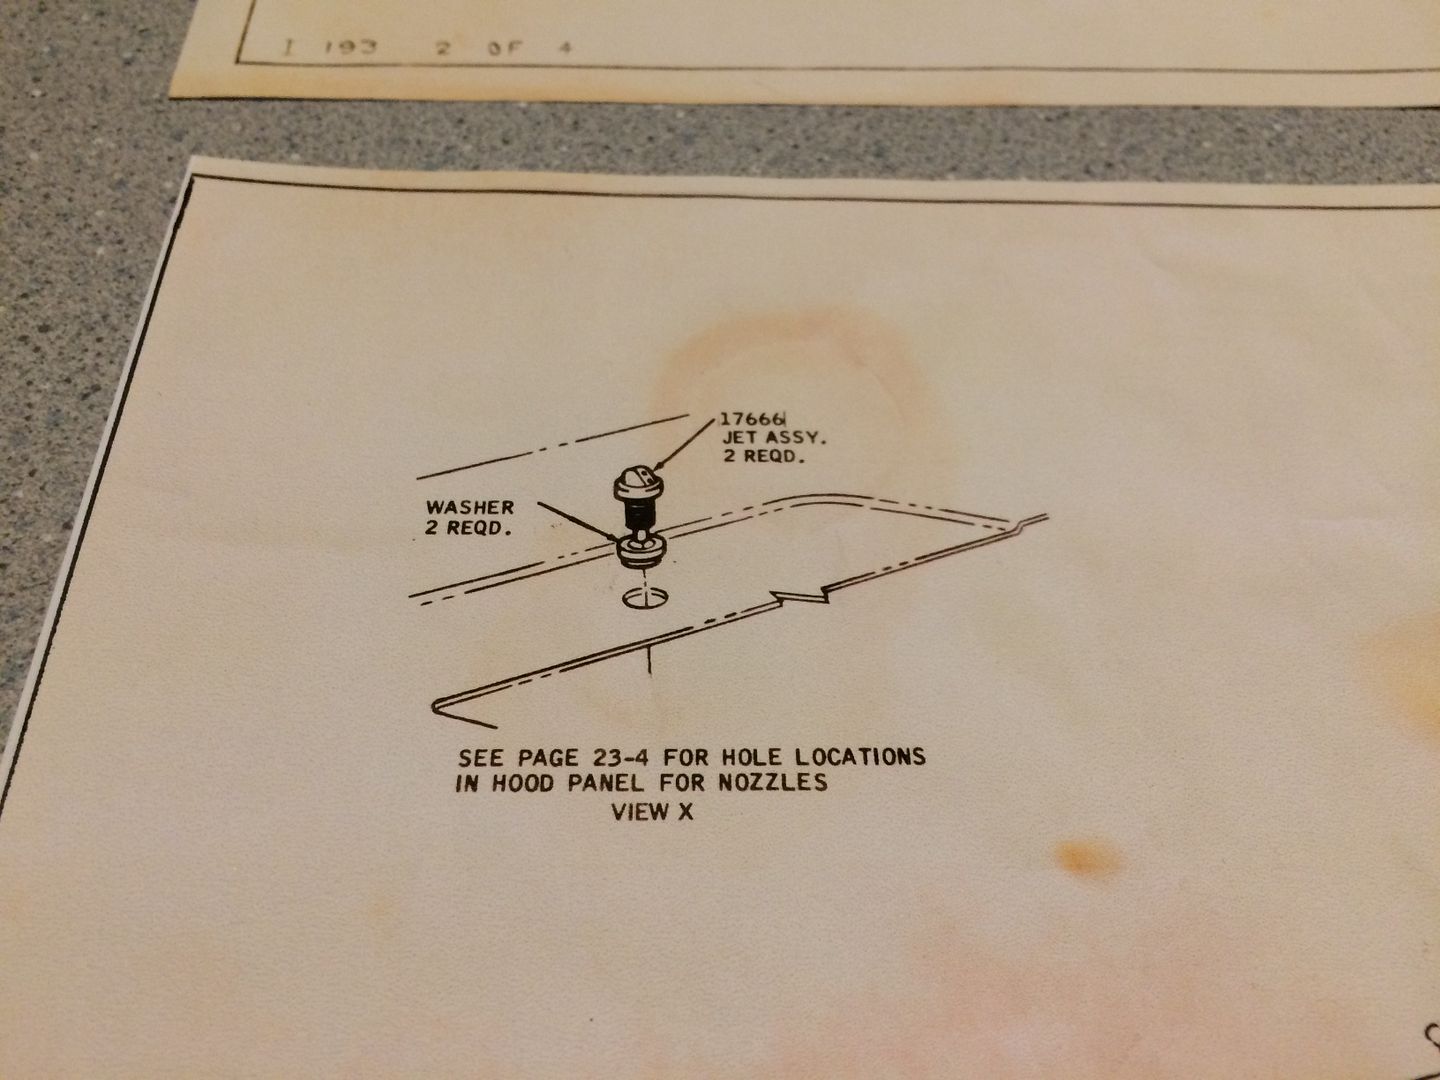 I 193 2 OF 4
17666
JET ASSY.
2 REQD.
WASHER
2 REQD.
SEE PAGE 23-4 FOR HOLE LOCATIONS
IN HOOD PANEL FOR NOZZLES
VIEW X